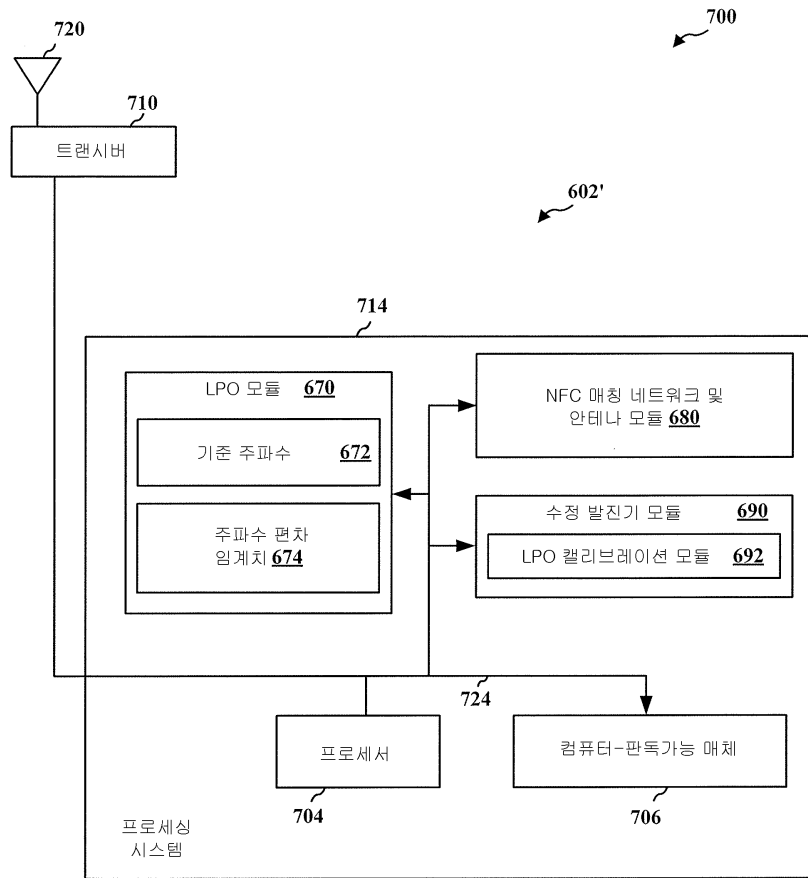 700
720
710
트랜시버
602'
714
LPO 모듈 670
기준 주파수 672
주파수 편차
임계치 674
NFC 매칭 네트워크 및
안테나 모듈 680
수정 발진기 모듈 690
LPO 캘리브레이션 모듈 692
724
프로세서
704
컴퓨터-판독가능 매체
706
프로세싱
시스템